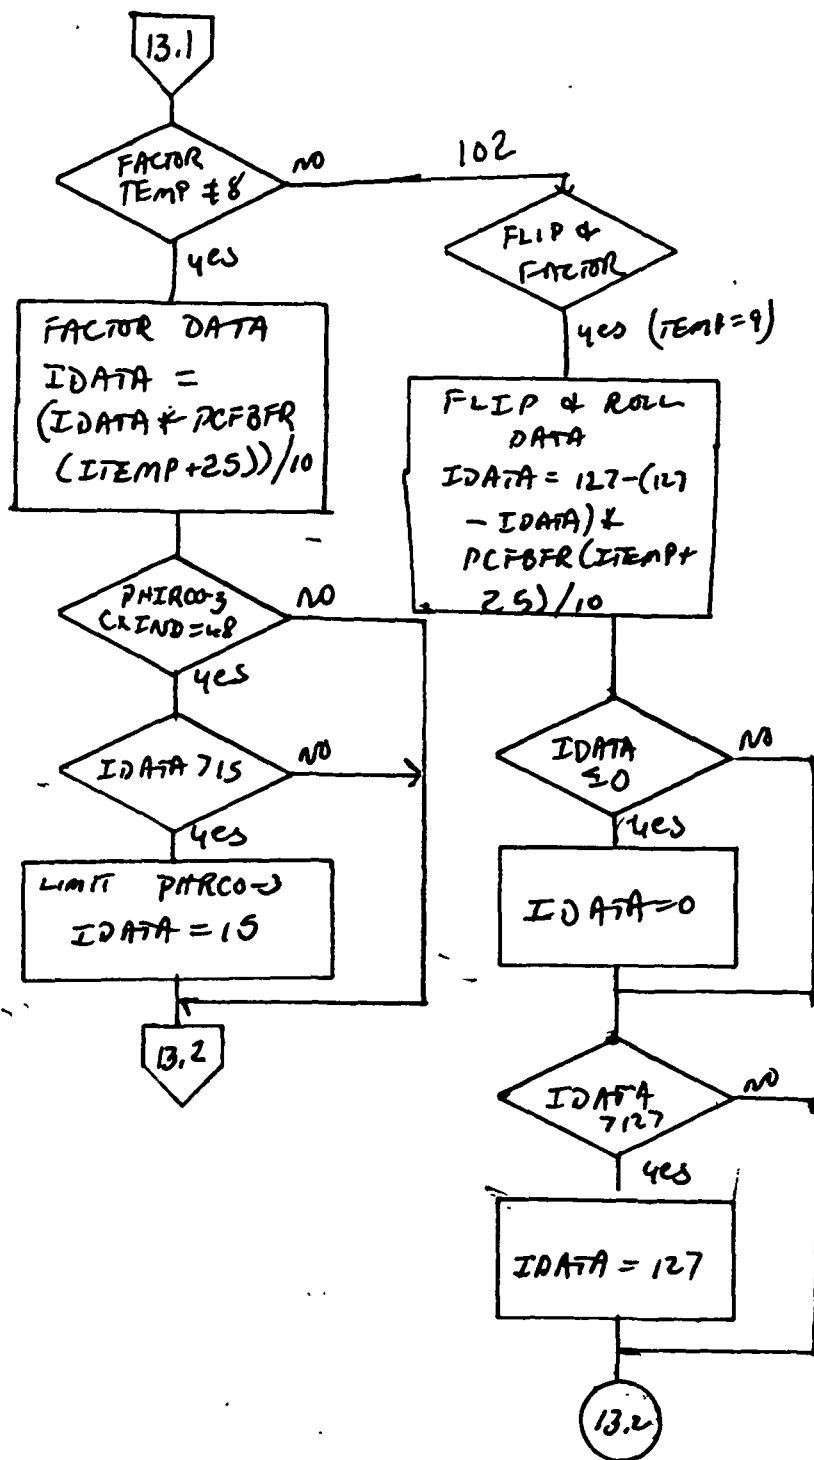 13.1
FACTOR
TEMP ≠ 8
NO
102
yes
FACTOR DATA
IDATA =
(IDATA * PCFBFR
(ITEMP+25))/10
NO
yes
IDATA >15
NO
yes
LIMIT
IDATA = 15
13.2
FLIP &
FACTOR
yes (TEMP=9)
FLIP & ROLL
DATA
IDATA = 127-(127
- IDATA) *
PCFBFR(ITEMP+
25)/10
IDATA
≤0
NO
yes
IDATA=0
IDATA
>127
NO
yes
IDATA = 127
13.2